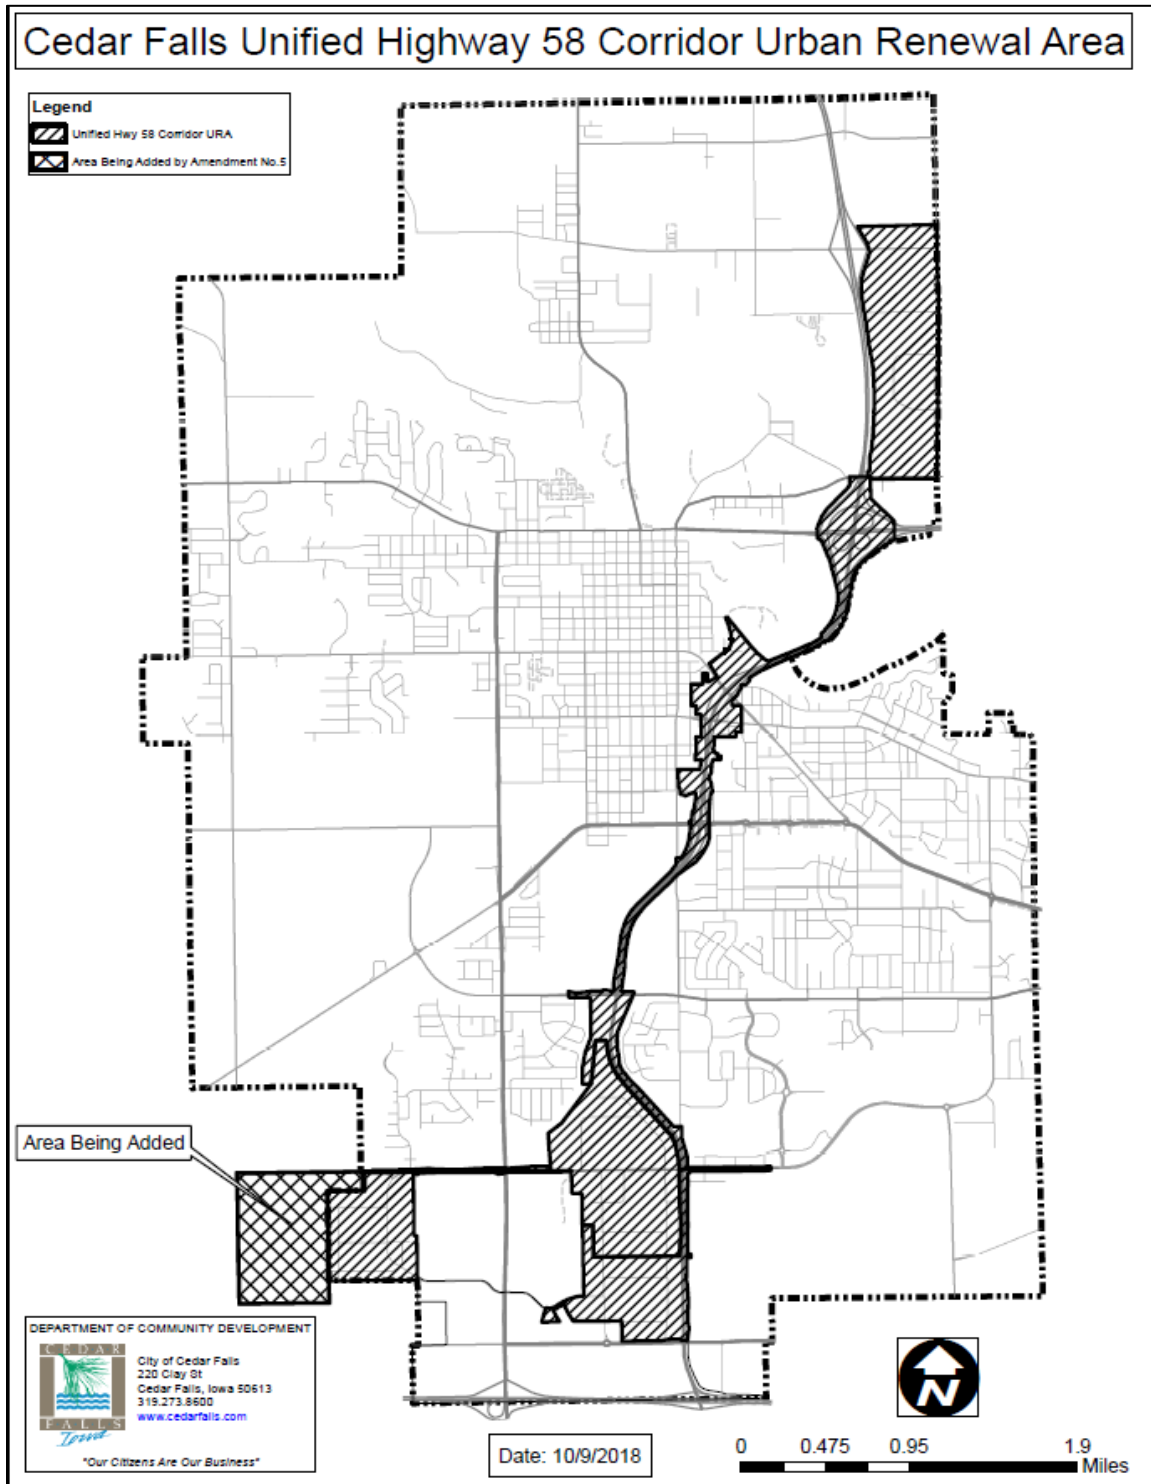 Cedar Falls Unified Highway 58 Corridor Urban Renewal Area
Legend
Unified Hwy 58 Corridor URA
Area Being Added by Amendment No.5
Area Being Added
DEPARTMENT OF COMMUNITY DEVELOPMENT
CEDAR
FALLS
Iowa
City of Cedar Falls
220 Clay St
Cedar Falls, Iowa 50613
319.273.8600
www.cedarfalls.com
"Our Citizens Are Our Business"
Date: 10/9/2018
N
0 0.475 0.95 1.9
Miles